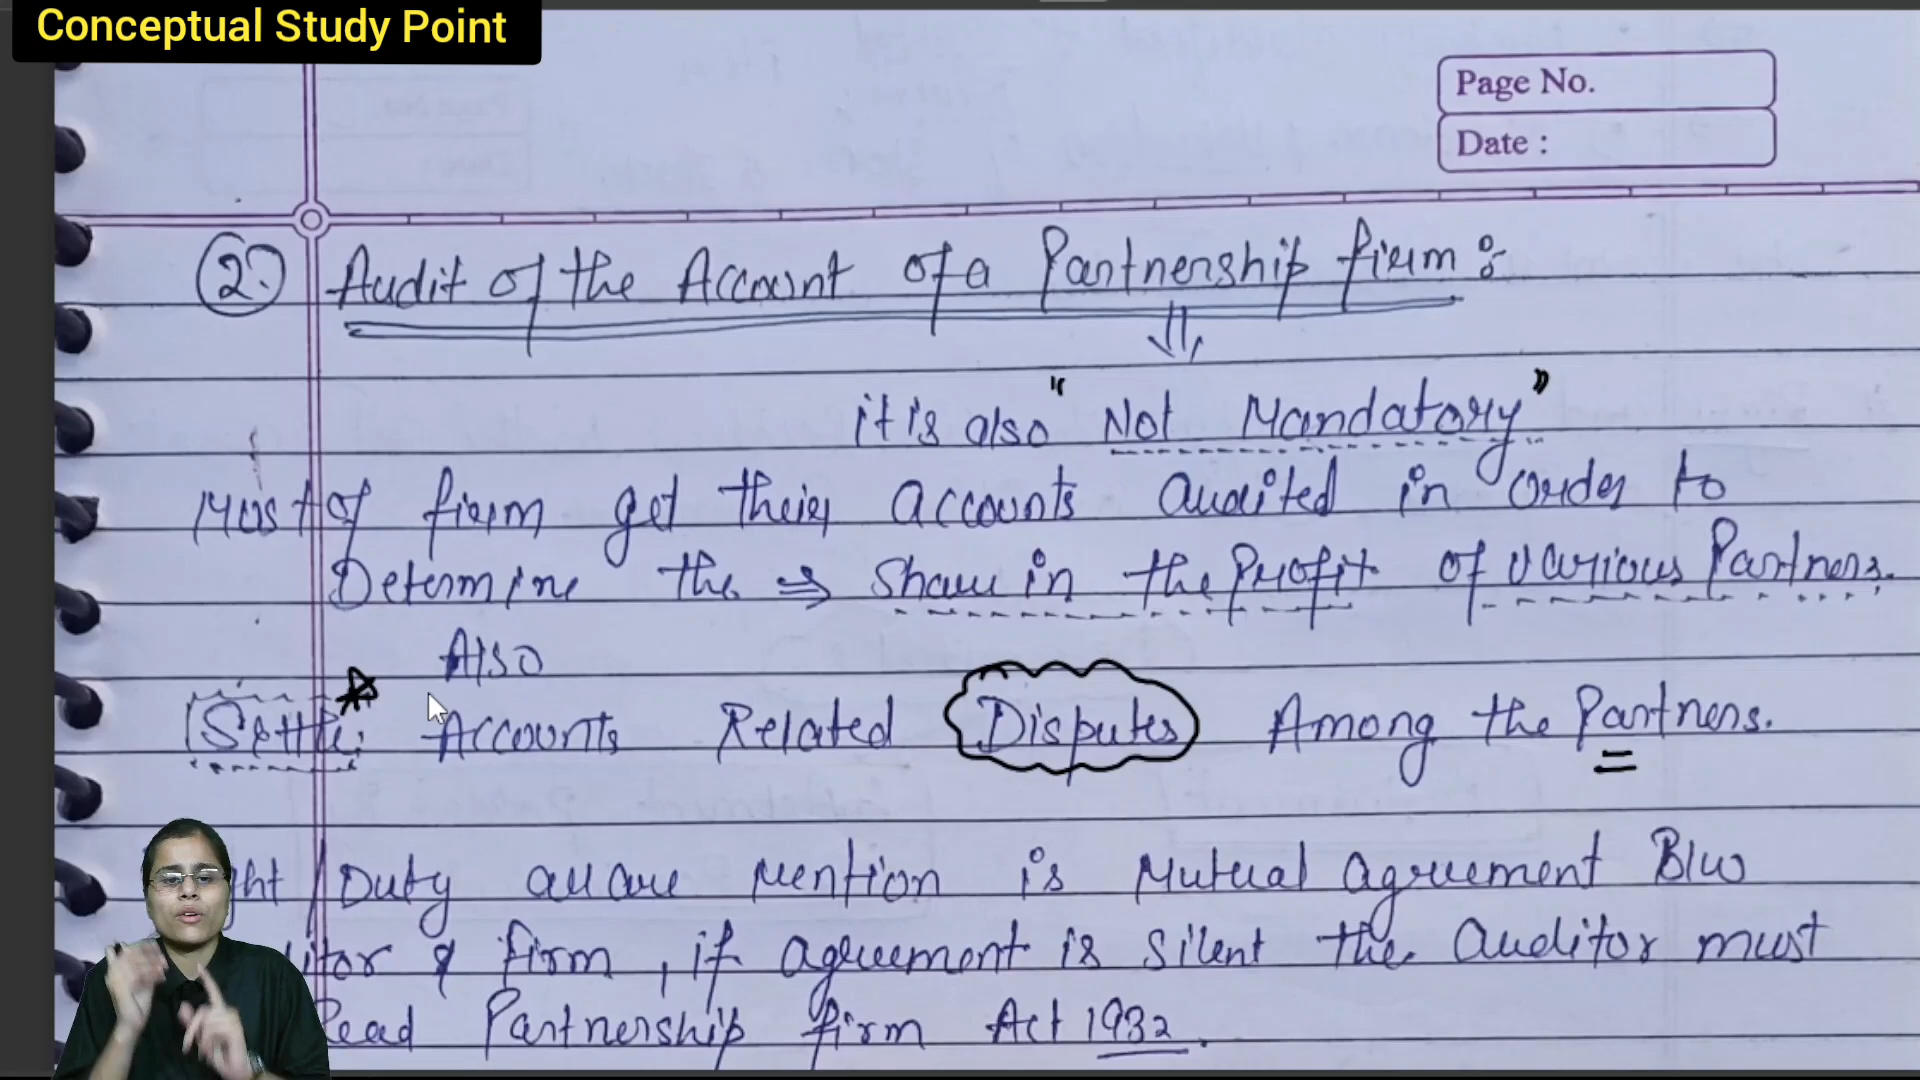 Conceptual Study Point
Page No.
Date :
2. Audit of the Account of a Partnership firm :
it is also "Not Mandatory"
Most of firm get their accounts audited in order to
Determine the ⇒ Share in the Profit of various Partners.
Also
Settle Accounts Related Disputes Among the Partners.
ght / Duty all are mention is Mutual agreement B/w
itor & firm, if agreement is silent the auditor must
Read Partnership firm Act 1932.